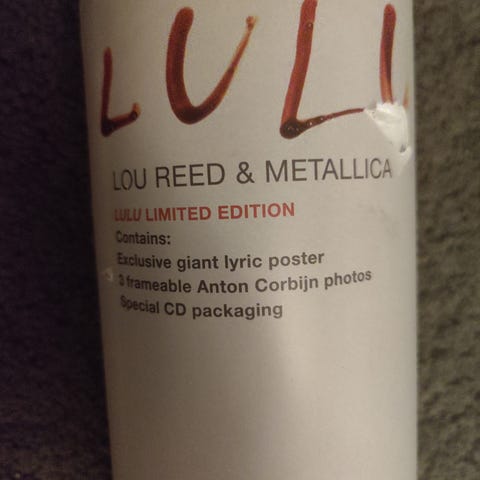 LULU
LOU REED & METALLICA
LULU LIMITED EDITION
Contains:
Exclusive giant lyric poster
3 frameable Anton Corbijn photos
Special CD packaging